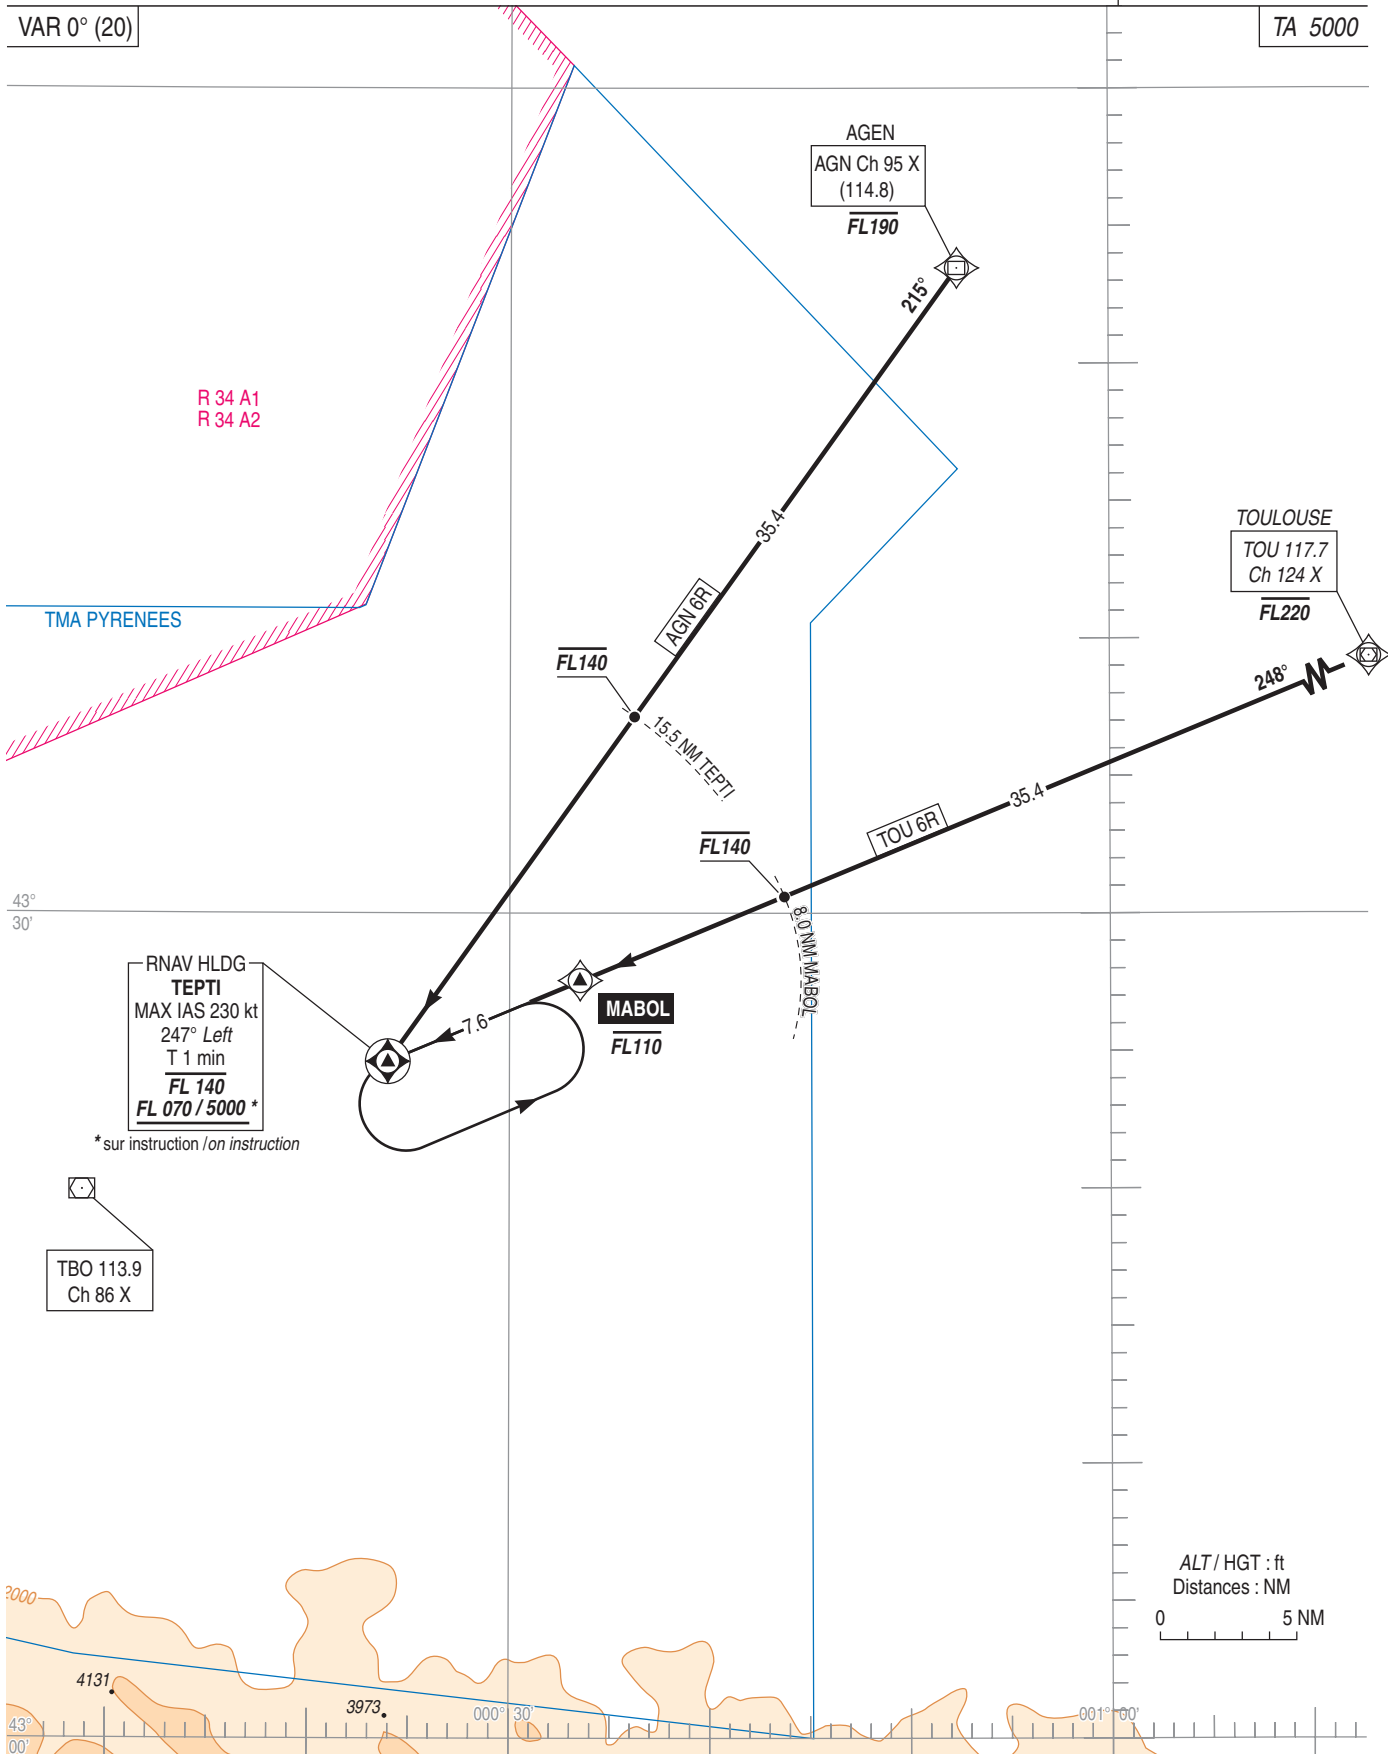 VAR 0° (20)
TA 5000
AGEN
AGN Ch 95 X
(114.8)
FL190
215°
R 34 A1
R 34 A2
35.4
TOULOUSE
TOU 117.7
Ch 124 X
FL220
TMA PYRENEES
AGN 6R
FL140
248°
15.5 NM TEPTI
35.4
TOU 6R
FL140
43°
30'
8.0 NM MABOL
RNAV HLDG
TEPTI
MAX IAS 230 kt
247° Left
T 1 min
FL 140
FL 070 / 5000 *
* sur instruction / on instruction
7.6
MABOL
FL110
TBO 113.9
Ch 86 X
ALT / HGT : ft
Distances : NM
0 5 NM
2000
4131
3973
000° 30'
001° 00'
43°
00'